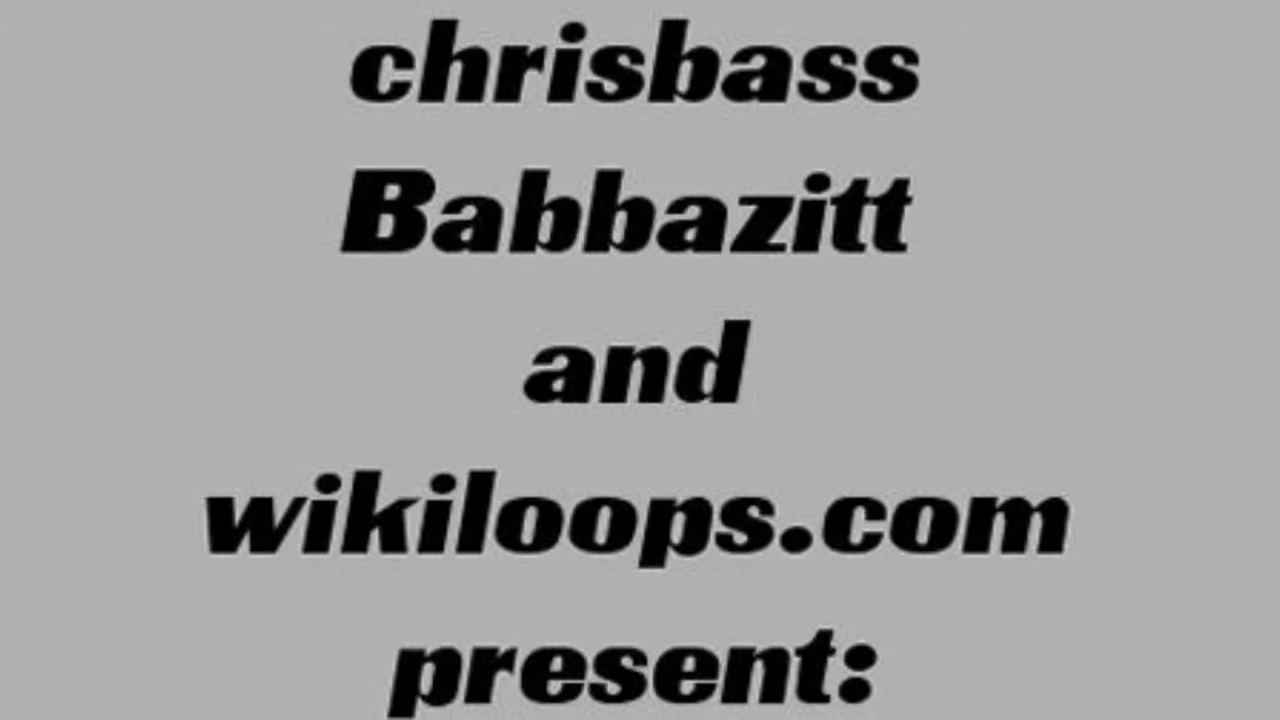 chrisbass
Babbazitt
and
wikiloops.com
present: